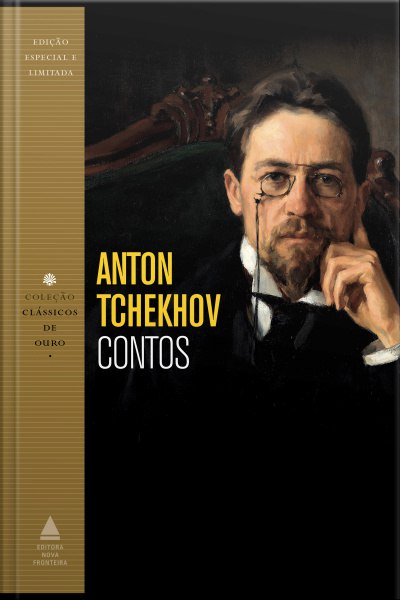 EDIÇÃO
ESPECIAL E
LIMITADA
COLEÇÃO
CLÁSSICOS
DE
OURO
ANTON
TCHEKHOV
CONTOS
EDITORA
NOVA
FRONTEIRA